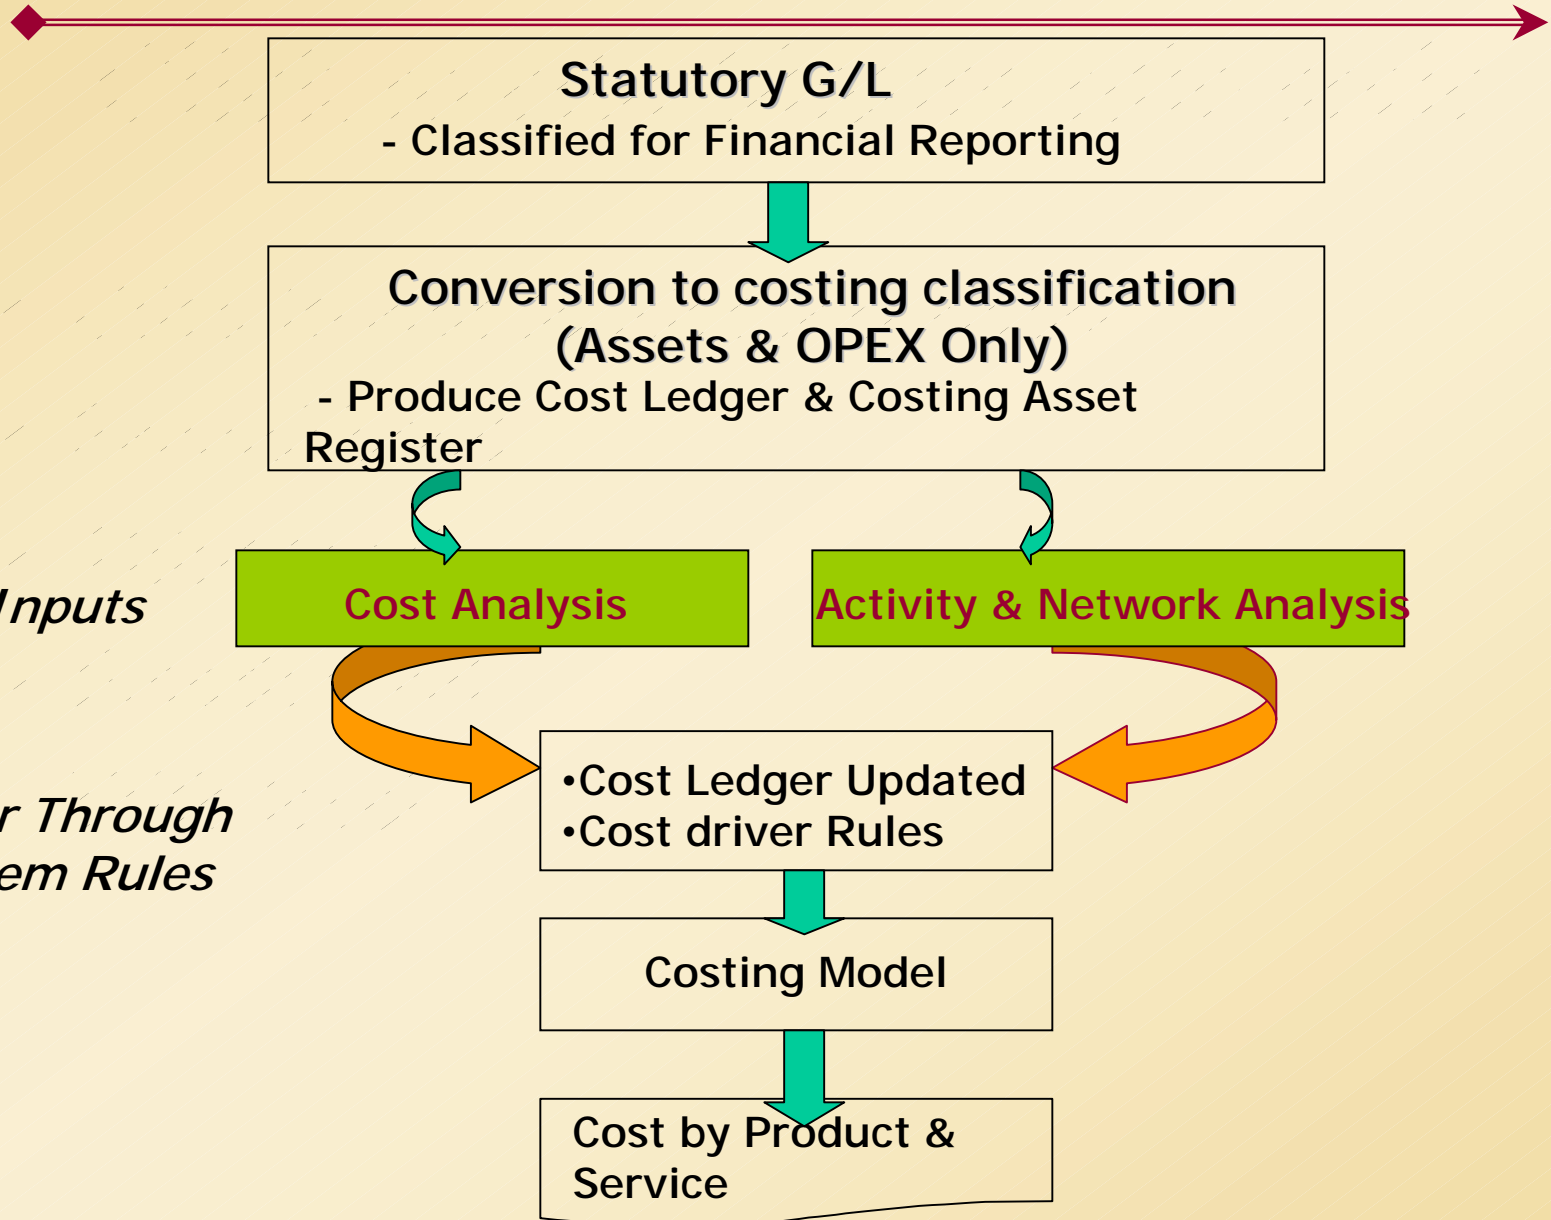 Statutory G/L
- Classified for Financial Reporting
Conversion to costing classification
(Assets & OPEX Only)
- Produce Cost Ledger & Costing Asset
Register
Inputs
Cost Analysis
Activity & Network Analysis
•Cost Ledger Updated
•Cost driver Rules
r Through
em Rules
Costing Model
Cost by Product &
Service